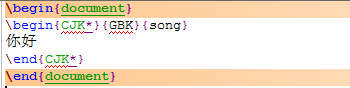 \begin{document}
\begin{CJK*}{GBK}{song}
你好
\end{CJK*}
\end{document}